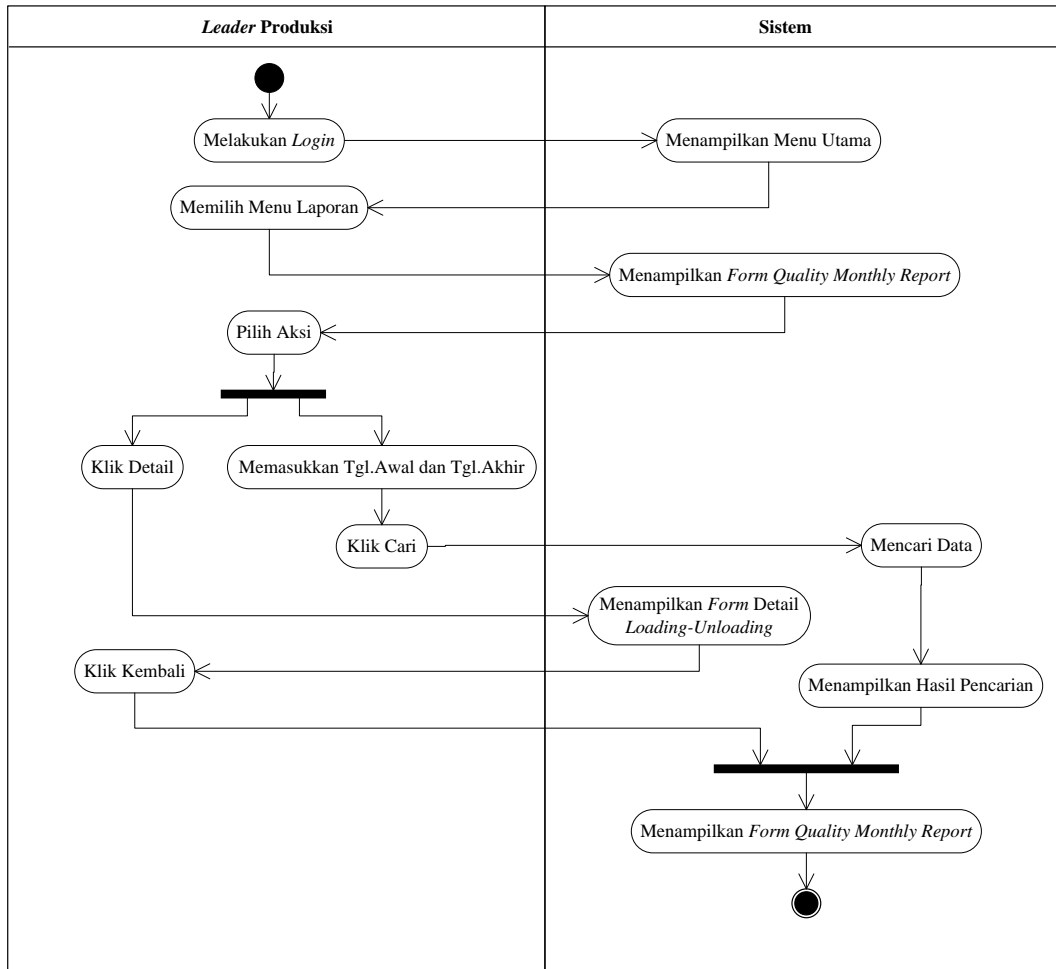 Leader Produksi
Sistem
Melakukan Login
Menampilkan Menu Utama
Memilih Menu Laporan
Menampilkan Form Quality Monthly Report
Pilih Aksi
Klik Detail
Memasukkan Tgl.Awal dan Tgl.Akhir
Klik Cari
Mencari Data
Menampilkan Form Detail
Loading-Unloading
Klik Kembali
Menampilkan Hasil Pencarian
Menampilkan Form Quality Monthly Report